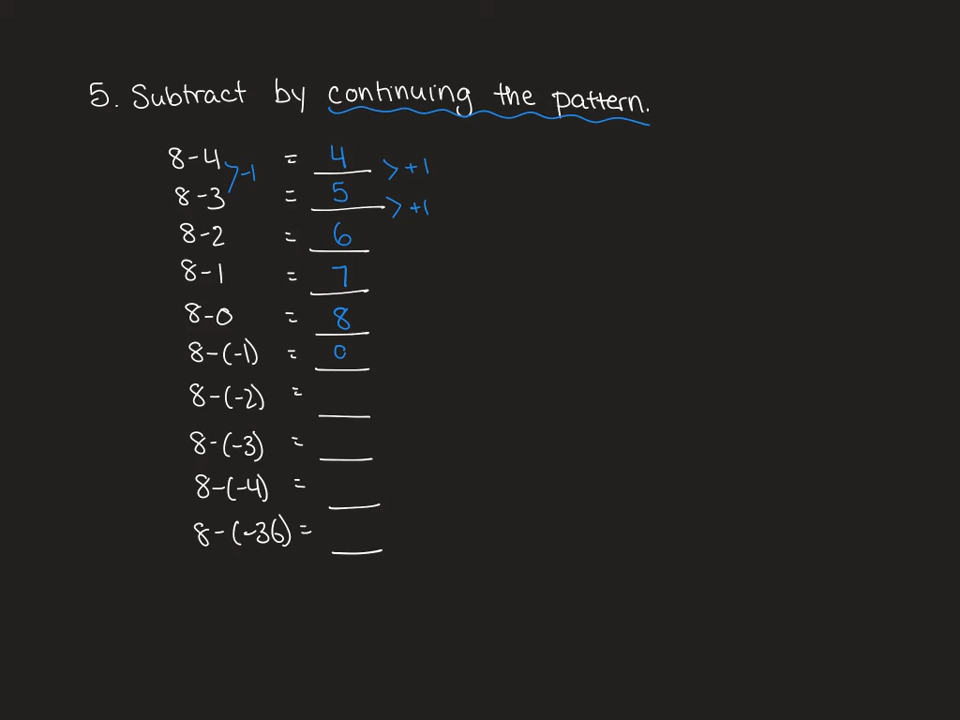 5. Subtract by continuing the pattern.
8-4 = 4 >+1
>-1
8-3 = 5 >+1
8-2 = 6
8-1 = 7
8-0 = 8
8-(-1) = 0
8-(-2) =
8-(-3) =
8-(-4) =
8-(-36) =